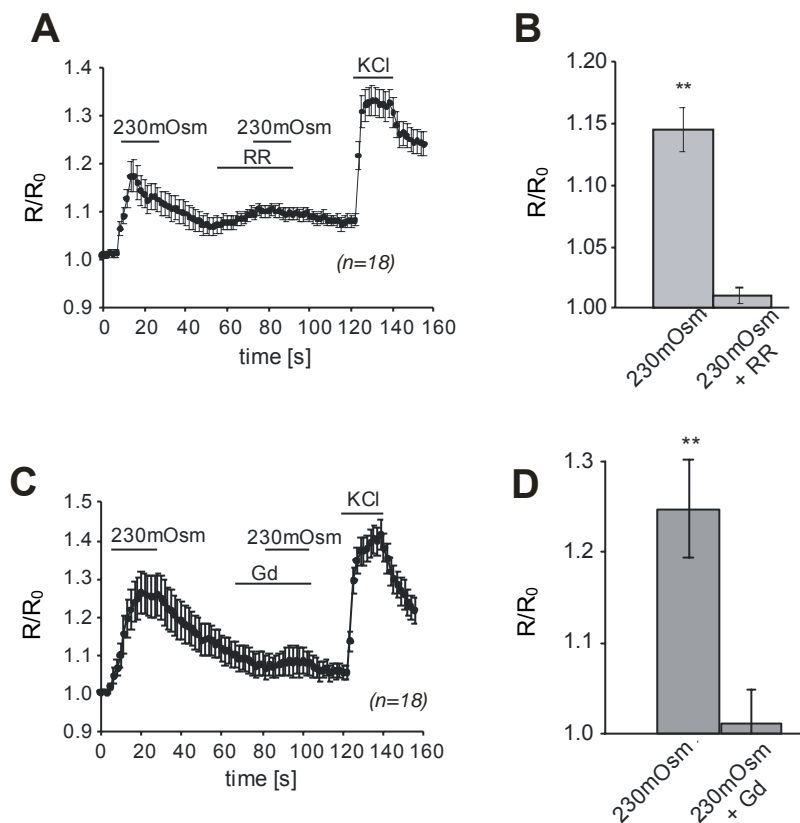 A
1.4
1.3
1.2
1.1
1.0
0.9
R/R0
230mOsm
230mOsm
RR
KCl
(n=18)
0 20 40 60 80 100 120 140 160
time [s]
B
1.20
1.15
1.10
1.05
1.00
R/R0
**
230mOsm
230mOsm
+ RR
C
1.5
1.4
1.3
1.2
1.1
1.0
0.9
R/R0
230mOsm
230mOsm
Gd
KCl
(n=18)
0 20 40 60 80 100 120 140 160
time [s]
D
1.3
1.2
1.1
1.0
R/R0
**
230mOsm
230mOsm
+ Gd